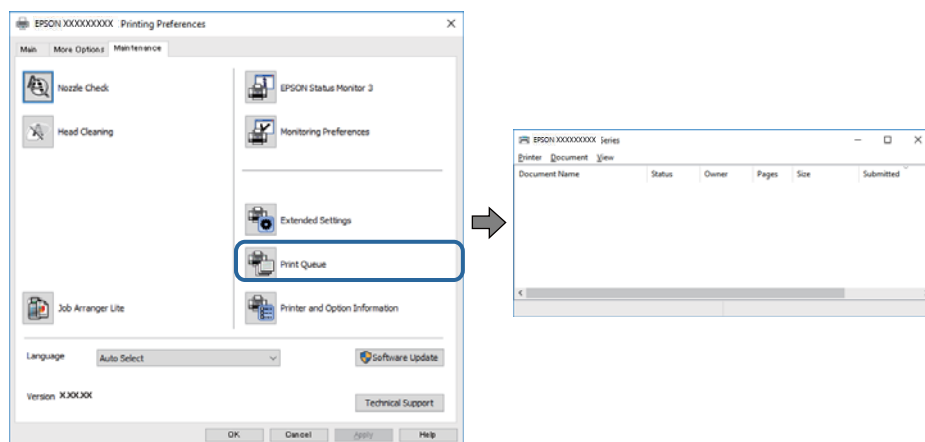 EPSON XXXXXXXXX Printing Preferences
Main More Options Maintenance
Nozzle Check
EPSON Status Monitor 3
Head Cleaning
Monitoring Preferences
Extended Settings
Print Queue
Job Arranger Lite
Printer and Option Information
Language Auto Select Software Update
Version X.XX.XX
Technical Support
OK Cancel Apply Help
EPSON XXXXXXXXX Series
Printer Document View
Document Name Status Owner Pages Size Submitted